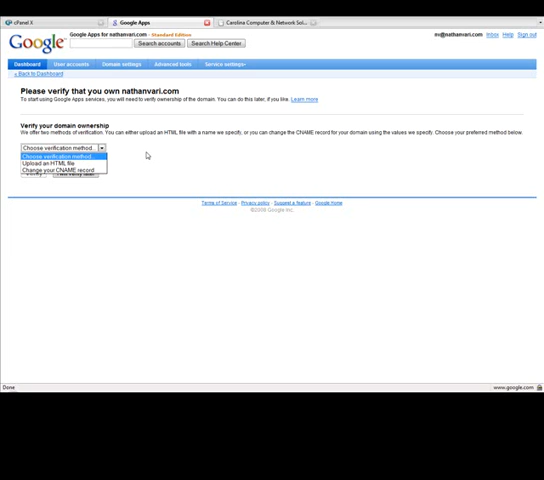 cPanel X
Google Apps
Carolina Computer & Network Sol...
Google Apps for nathanvari.com - Standard Edition
nv@nathanvari.com Inbox Help Sign out
Google
Search accounts Search Help Center
Dashboard User accounts Domain settings Advanced tools Service settings
« Back to Dashboard
Please verify that you own nathanvari.com
To start using Google Apps services, you will need to verify ownership of the domain. You can do this later, if you like. Learn more
Verify your domain ownership
We offer two methods of verification. You can either upload an HTML file with a name we specify, or you can change the CNAME record for your domain using the values we specify. Choose your preferred method below.
Choose verification method...
Choose verification method...
Upload an HTML file
Change your CNAME record
Terms of Service - Privacy policy - Suggest a feature - Google Home
©2008 Google Inc.
Done
www.google.com